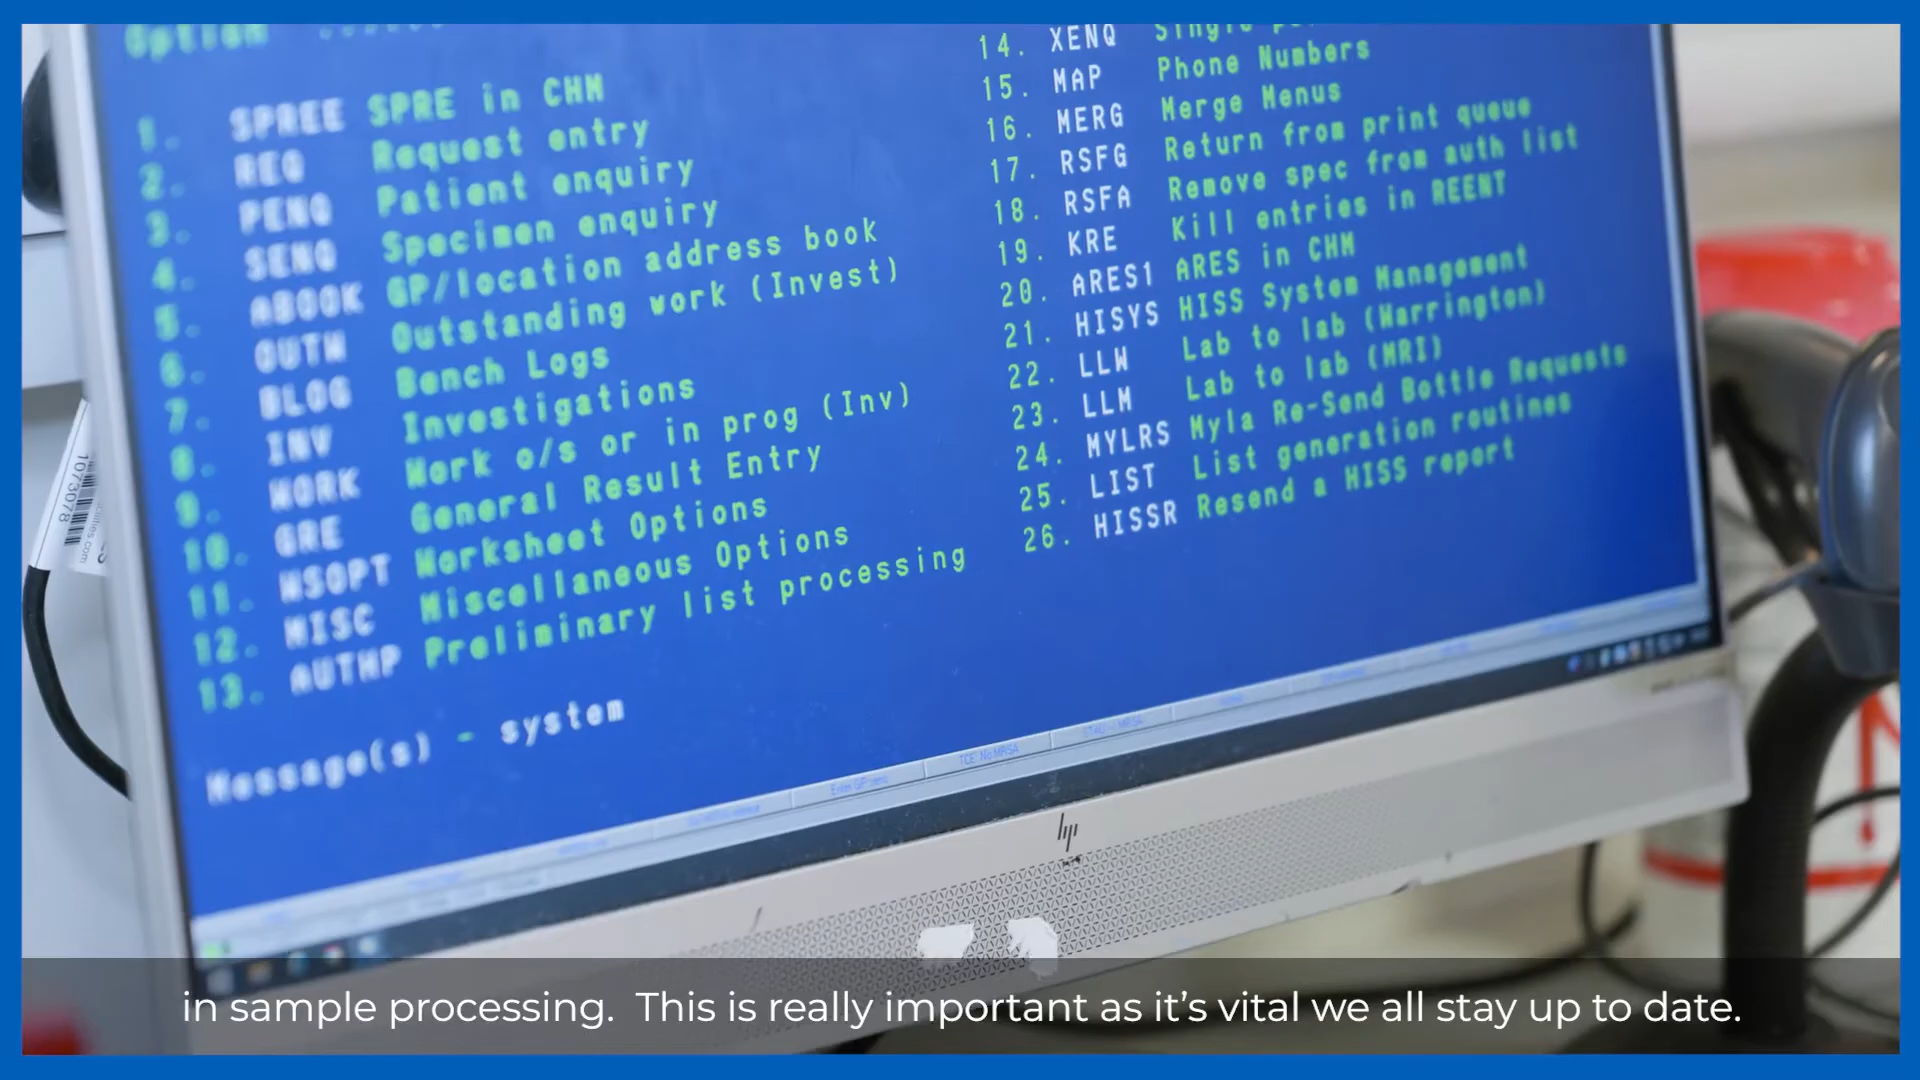 Option
1. SPREE SPRE in CHM
2. REQ Request entry
3. PENQ Patient enquiry
4. SENQ Specimen enquiry
5. ABOOK GP/location address book
6. OUTW Outstanding work (Invest)
7. BLOG Bench Logs
8. INV Investigations
9. WORK Work o/s or in prog (Inv)
10. GRE General Result Entry
11. WSOPT Worksheet Options
12. MISC Miscellaneous Options
13. AUTHP Preliminary list processing
14. XENQ Single
15. MAP Phone Numbers
16. MERG Merge Menus
17. RSFG Return from print queue
18. RSFA Remove spec from auth list
19. KRE Kill entries in REENT
20. ARES1 ARES in CHM
21. HISYS HISS System Management
22. LLW Lab to lab (Warrington)
23. LLM Lab to lab (MRI)
24. MYLRS Myla Re-Send Bottle Requests
25. LIST List generation routines
26. HISSR Resend a HISS report
Message(s) - system
TCE: No MRSA
hp
1073078
in sample processing. This is really important as it's vital we all stay up to date.